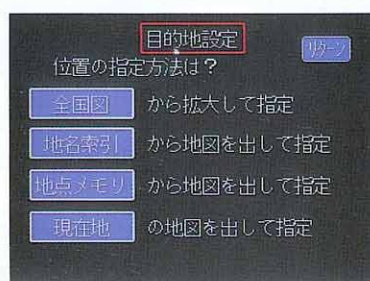 目的地設定
リターン
位置の指定方法は？
全国図 から拡大して指定
地名索引 から地図を出して指定
地点メモリ から地図を出して指定
現在地 の地図を出して指定